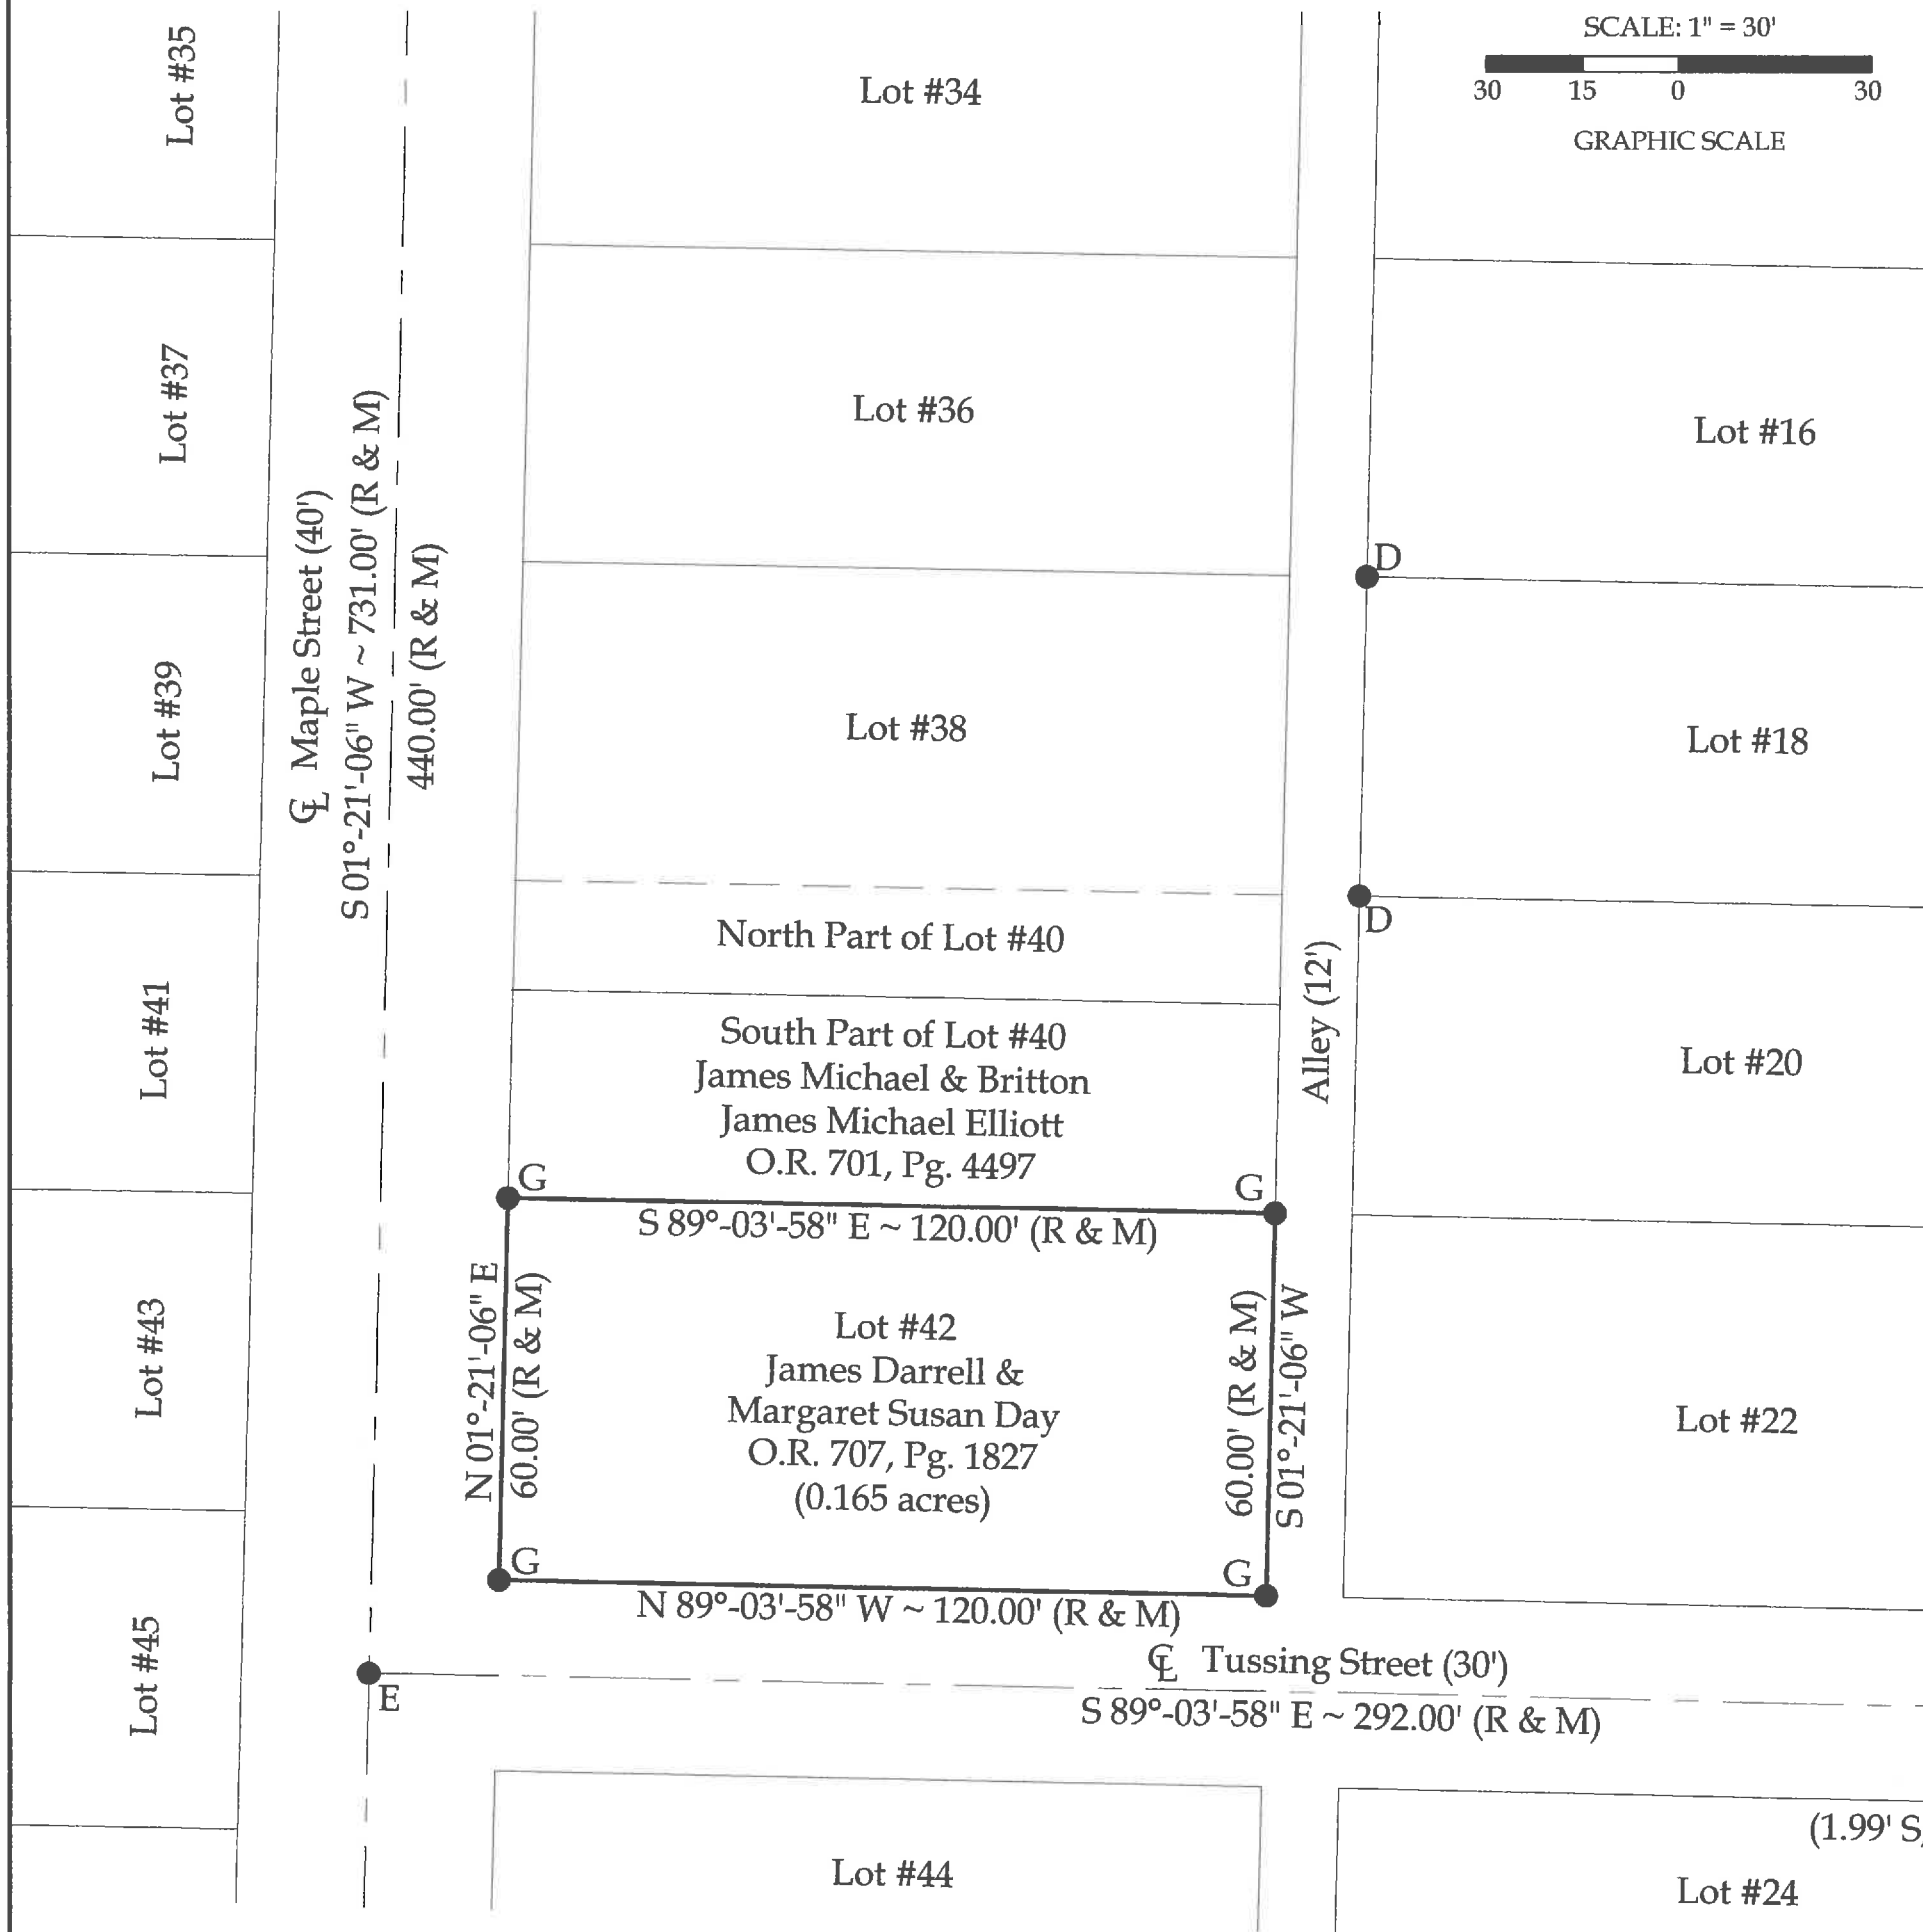 SCALE: 1" = 30'
30 15 0 30
GRAPHIC SCALE
Lot #35
Lot #34
Lot #37
Lot #36
Lot #16
℄ Maple Street (40')
S 01°-21'-06" W ~ 731.00' (R & M)
440.00' (R & M)
D
Lot #39
Lot #38
Lot #18
D
North Part of Lot #40
Alley (12')
Lot #41
South Part of Lot #40
James Michael & Britton
James Michael Elliott
O.R. 701, Pg. 4497
Lot #20
G
G
S 89°-03'-58" E ~ 120.00' (R & M)
N 01°-21'-06" E
60.00' (R & M)
Lot #43
Lot #42
James Darrell &
Margaret Susan Day
O.R. 707, Pg. 1827
(0.165 acres)
60.00' (R & M)
S 01°-21'-06" W
Lot #22
G
G
N 89°-03'-58" W ~ 120.00' (R & M)
Lot #45
E
℄ Tussing Street (30')
S 89°-03'-58" E ~ 292.00' (R & M)
(1.99' S,
Lot #44
Lot #24